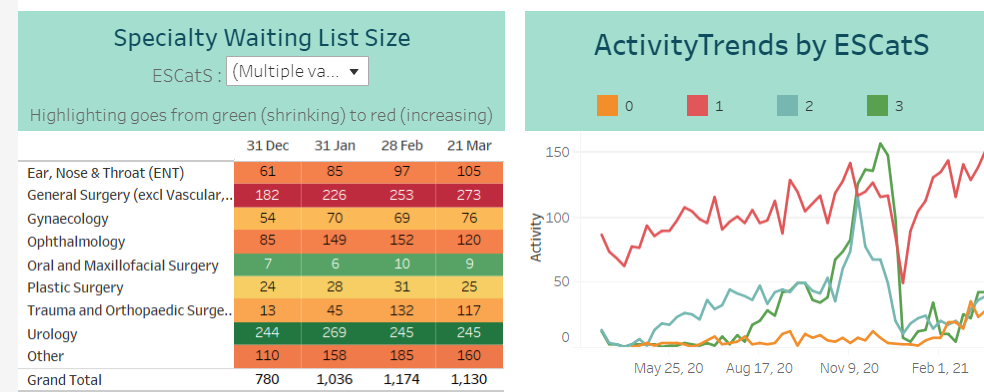 Specialty Waiting List Size
ESCatS : (Multiple va...
Highlighting goes from green (shrinking) to red (increasing)
31 Dec 31 Jan 28 Feb 21 Mar
Ear, Nose & Throat (ENT) 61 85 97 105
General Surgery (excl Vascular,.. 182 226 253 273
Gynaecology 54 70 69 76
Ophthalmology 85 149 152 120
Oral and Maxillofacial Surgery 7 6 10 9
Plastic Surgery 24 28 31 25
Trauma and Orthopaedic Surge.. 13 45 132 117
Urology 244 269 245 245
Other 110 158 185 160
Grand Total 780 1,036 1,174 1,130
ActivityTrends by ESCatS
0 1 2 3
150
100
50
0
Activity
May 25, 20 Aug 17, 20 Nov 9, 20 Feb 1, 21